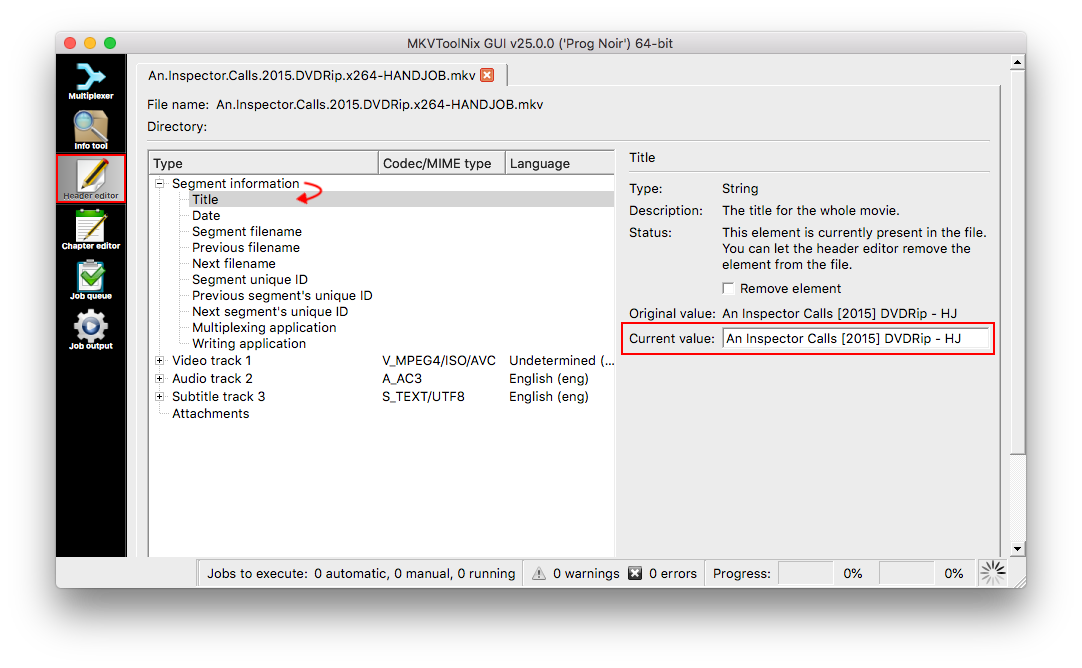 MKVToolNix GUI v25.0.0 ('Prog Noir') 64-bit
Multiplexer
Info tool
Header editor
Chapter editor
Job queue
Job output
An.Inspector.Calls.2015.DVDRip.x264-HANDJOB.mkv
File name: An.Inspector.Calls.2015.DVDRip.x264-HANDJOB.mkv
Directory:
Type Codec/MIME type Language
Segment information
Title
Date
Segment filename
Previous filename
Next filename
Segment unique ID
Previous segment's unique ID
Next segment's unique ID
Multiplexing application
Writing application
Video track 1 V_MPEG4/ISO/AVC Undetermined (...
Audio track 2 A_AC3 English (eng)
Subtitle track 3 S_TEXT/UTF8 English (eng)
Attachments
Title
Type: String
Description: The title for the whole movie.
Status: This element is currently present in the file.
You can let the header editor remove the
element from the file.
Remove element
Original value: An Inspector Calls [2015] DVDRip - HJ
Current value: An Inspector Calls [2015] DVDRip - HJ
Jobs to execute: 0 automatic, 0 manual, 0 running 0 warnings 0 errors Progress: 0% 0%